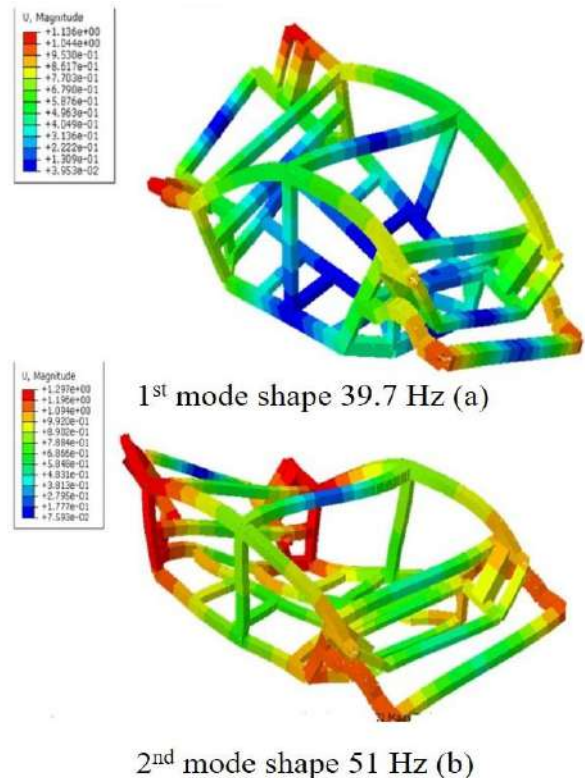 U, Magnitude
+1.136e+00
+1.044e+00
+9.530e-01
+8.617e-01
+7.703e-01
+6.790e-01
+5.876e-01
+4.963e-01
+4.049e-01
+3.136e-01
+2.222e-01
+1.309e-01
+3.953e-02
1st mode shape 39.7 Hz (a)
U, Magnitude
+1.297e+00
+1.196e+00
+1.094e+00
+9.920e-01
+8.902e-01
+7.884e-01
+6.866e-01
+5.848e-01
+4.831e-01
+3.813e-01
+2.795e-01
+1.777e-01
+7.593e-02
2nd mode shape 51 Hz (b)